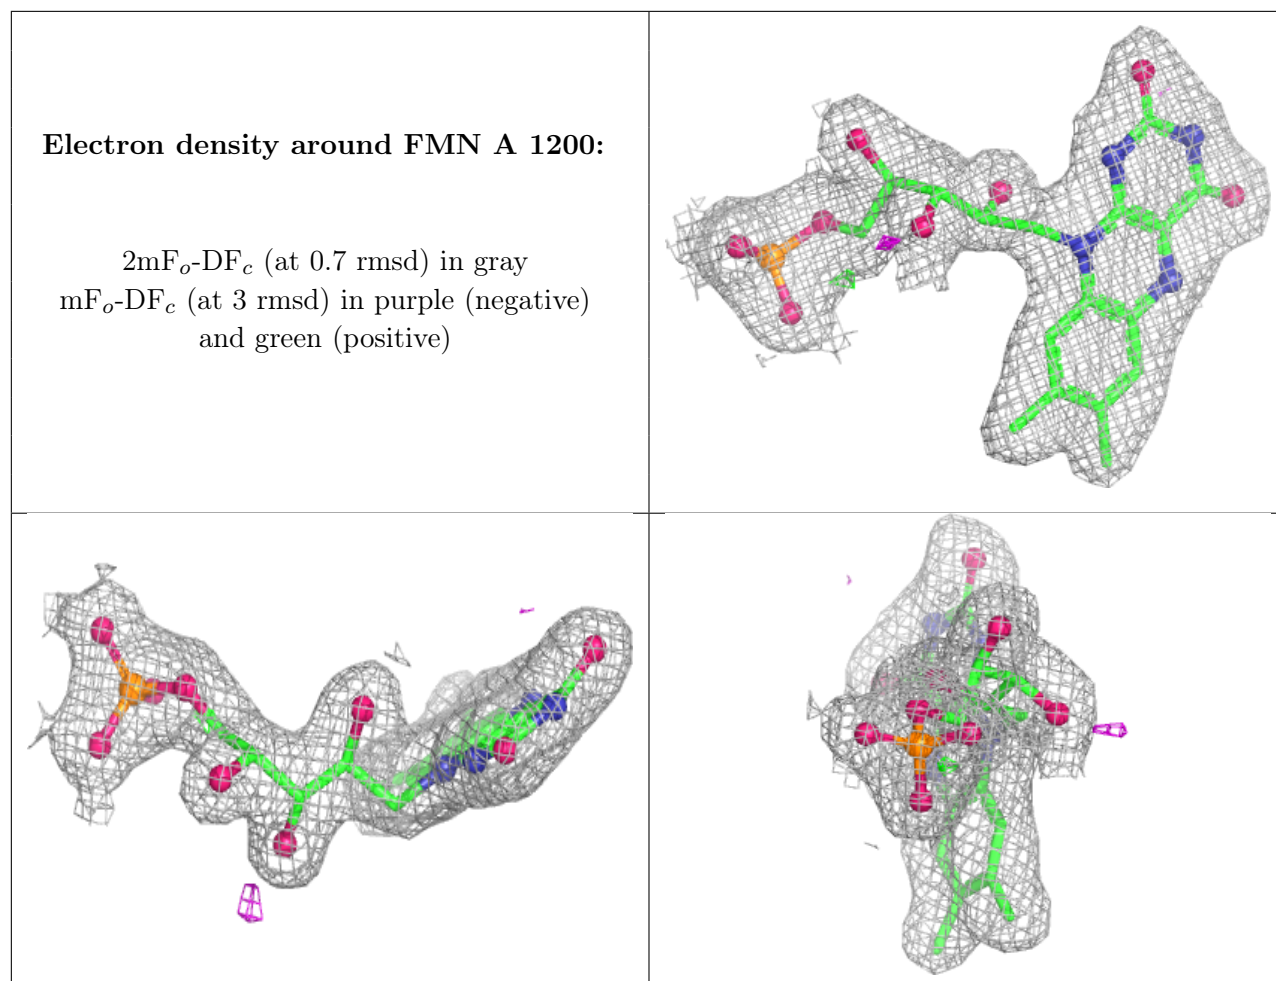 Electron density around FMN A 1200:
2mFₒ-DF𝒸 (at 0.7 rmsd) in gray
mFₒ-DF𝒸 (at 3 rmsd) in purple (negative)
and green (positive)